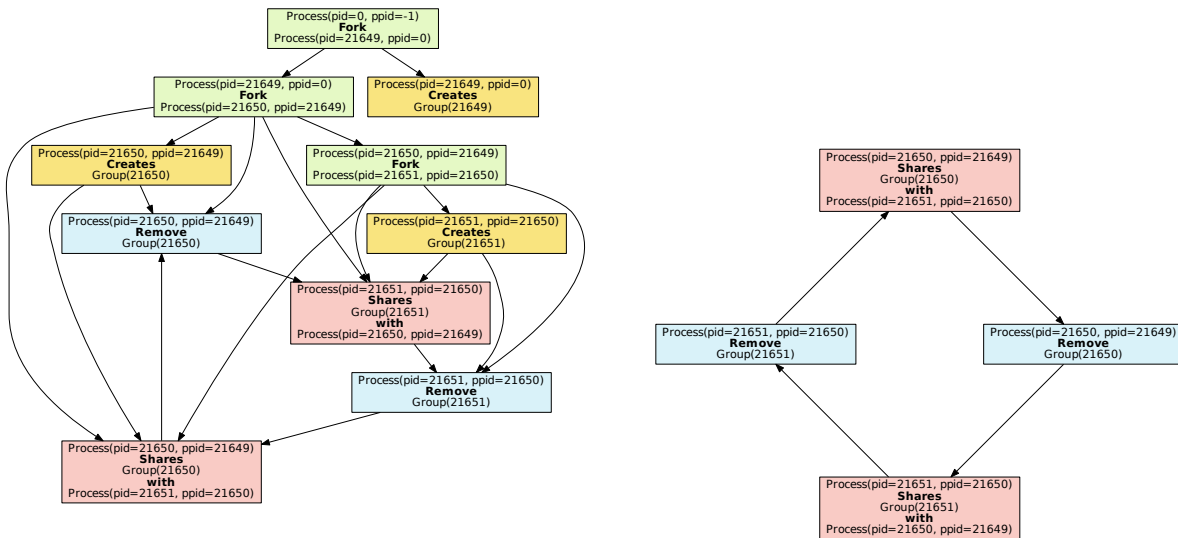 Process(pid=0, ppid=-1)
Fork
Process(pid=21649, ppid=0)
Process(pid=21649, ppid=0)
Fork
Process(pid=21650, ppid=21649)
Process(pid=21649, ppid=0)
Creates
Group(21649)
Process(pid=21650, ppid=21649)
Creates
Group(21650)
Process(pid=21650, ppid=21649)
Fork
Process(pid=21651, ppid=21650)
Process(pid=21650, ppid=21649)
Remove
Group(21650)
Process(pid=21651, ppid=21650)
Creates
Group(21651)
Process(pid=21651, ppid=21650)
Shares
Group(21651)
with
Process(pid=21650, ppid=21649)
Process(pid=21651, ppid=21650)
Remove
Group(21651)
Process(pid=21650, ppid=21649)
Shares
Group(21650)
with
Process(pid=21651, ppid=21650)
Process(pid=21650, ppid=21649)
Shares
Group(21650)
with
Process(pid=21651, ppid=21650)
Process(pid=21651, ppid=21650)
Remove
Group(21651)
Process(pid=21650, ppid=21649)
Remove
Group(21650)
Process(pid=21651, ppid=21650)
Shares
Group(21651)
with
Process(pid=21650, ppid=21649)